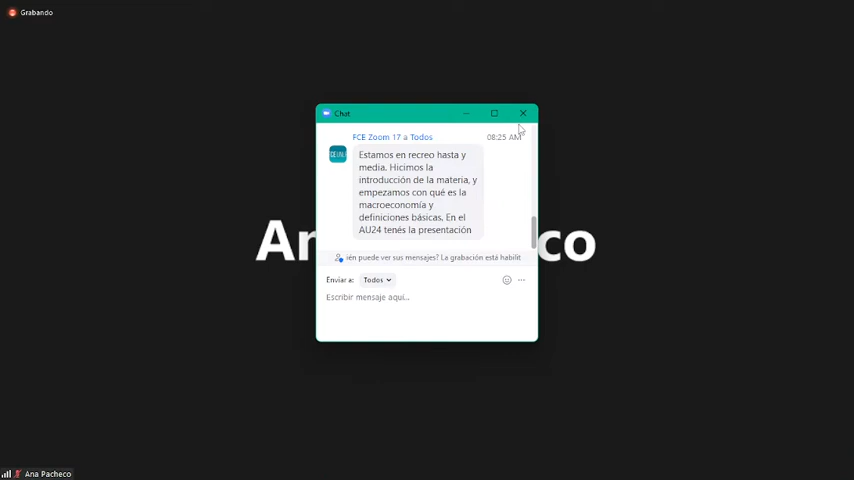 Grabando
Chat
FCE Zoom 17 a Todos
08:25 AM
Estamos en recreo hasta y
media. Hicimos la
introducción de la materia, y
empezamos con qué es la
macroeconomía y
definiciones básicas. En el
AU24 tenés la presentación
ién puede ver sus mensajes? La grabación está habilit
Enviar a:
Todos
Escribir mensaje aquí...
An
co
Ana Pacheco